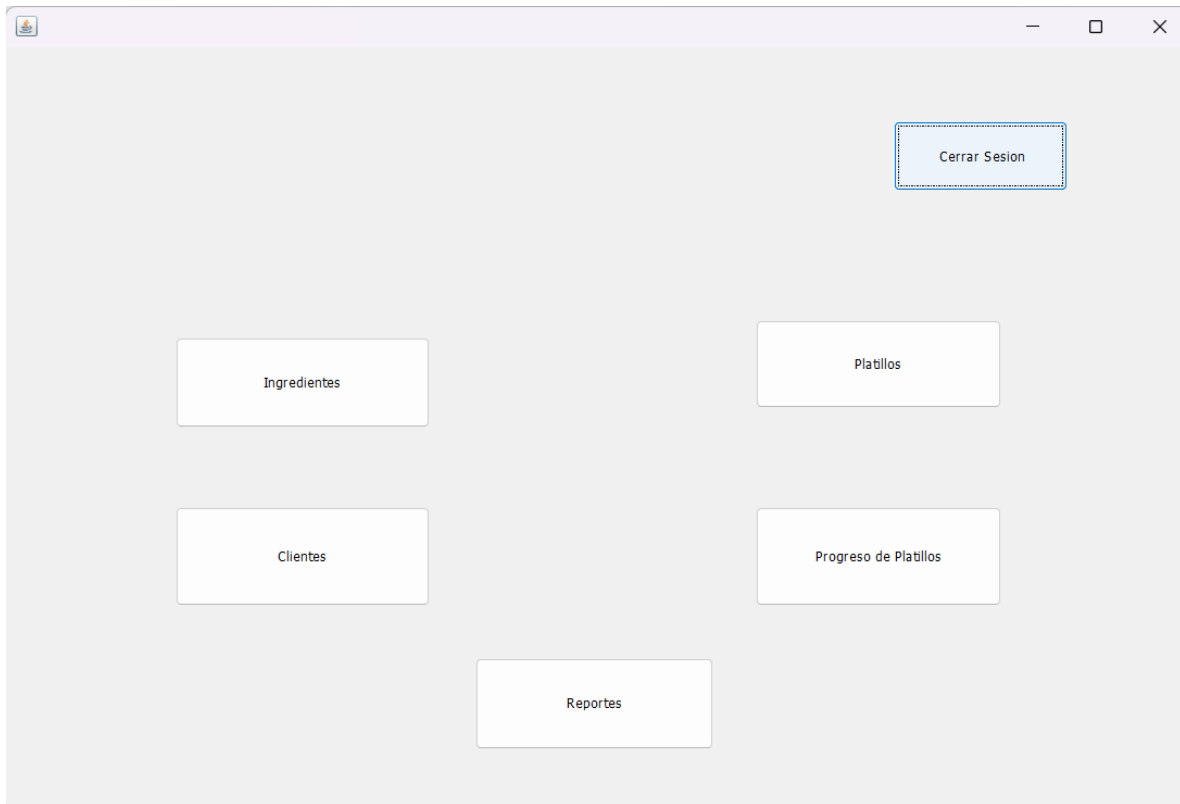 Cerrar Sesion
Platillos
Ingredientes
Clientes
Progreso de Platillos
Reportes